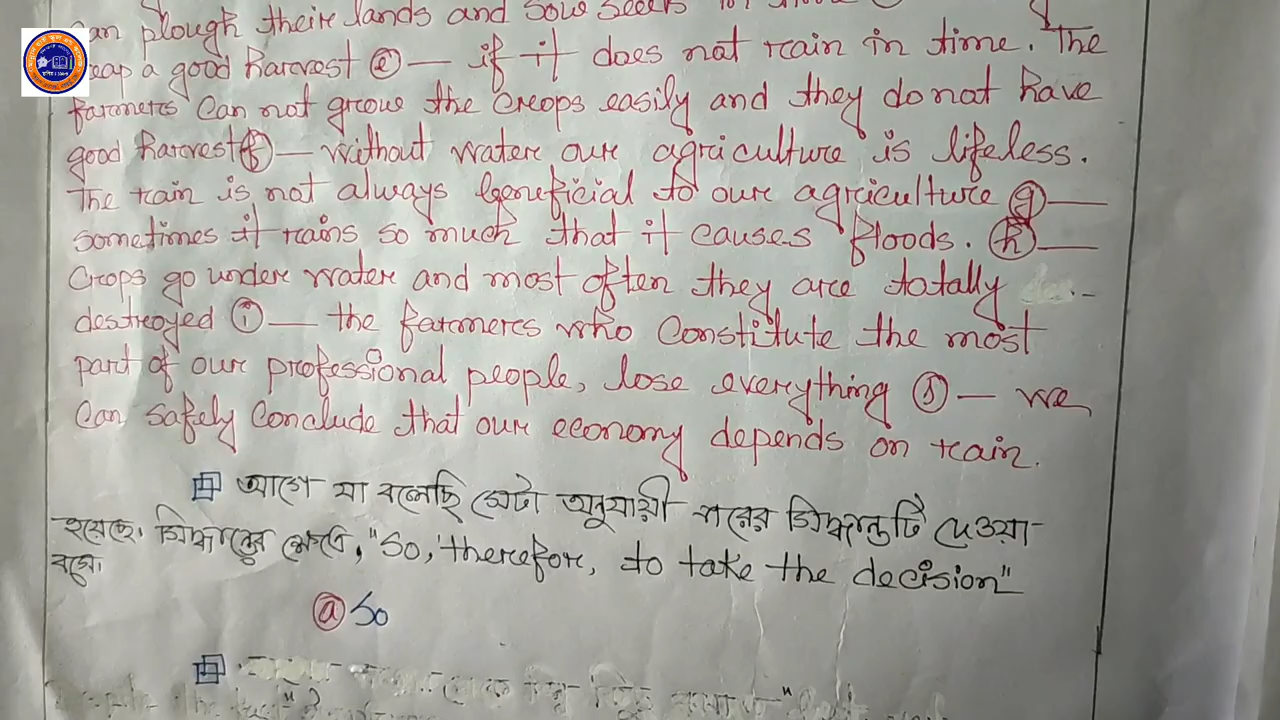 an plough theire lands and sow seeds
reap a good harvest (e) — if it does not rain in time. The
farmers can not grow the crops easily and they do not have
good harvest (f) — without water our agriculture is lifeless.
The rain is not always beneficial to our agriculture (g) —
sometimes it rains so much that it causes floods. (h) —
Crops go under water and most often they are totally
destroyed (i) — the farmers who constitute the most
part of our professional people, lose everything (j) — we
can safely conclude that our economy depends on rain.
আগে যা বলেছি সেটা অনুযায়ী পরের সিদ্ধান্তটি দেওয়া
হয়েছে। সিদ্ধান্তের ক্ষেত্রে, "So, therefore, to take the decision"
বসে।
(a) So